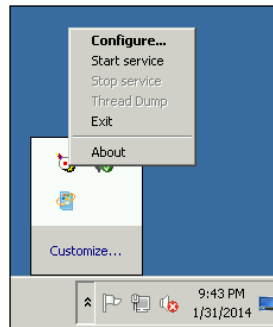 Configure...
Start service
Stop service
Thread Dump
Exit
About
Customize...
9:43 PM
1/31/2014